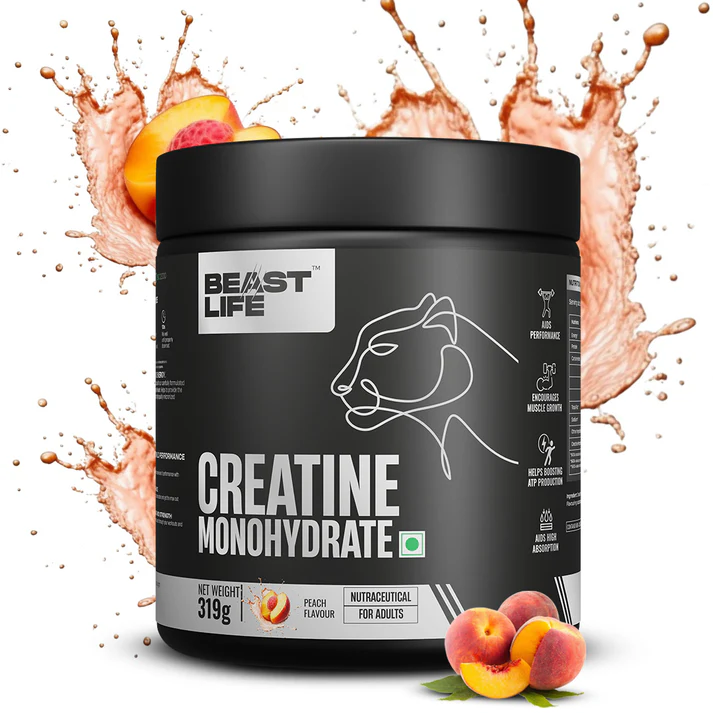 BEAST™
LIFE
CREATINE
MONOHYDRATE
NET WEIGHT
319g
PEACH
FLAVOUR
NUTRACEUTICAL
FOR ADULTS
AIDS
PERFORMANCE
ENCOURAGES
MUSCLE GROWTH
HELPS BOOSTING
ATP PRODUCTION
AIDS HIGH
ABSORPTION